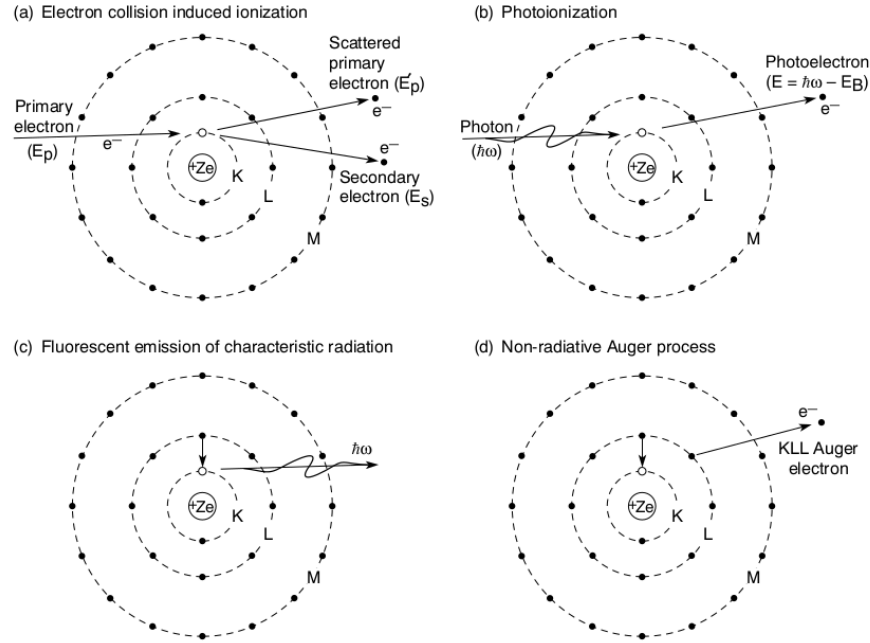 (a) Electron collision induced ionization
Scattered
primary
electron (E′p)
e–
Primary
electron
e–
(Ep)
e–
+Ze
K
Secondary
electron (Es)
L
M
(b) Photoionization
Photoelectron
(E = ħω – EB)
e–
Photon
(ħω)
+Ze
K
L
M
(c) Fluorescent emission of characteristic radiation
ħω
+Ze
K
L
M
(d) Non-radiative Auger process
e–
KLL Auger
electron
+Ze
K
L
M